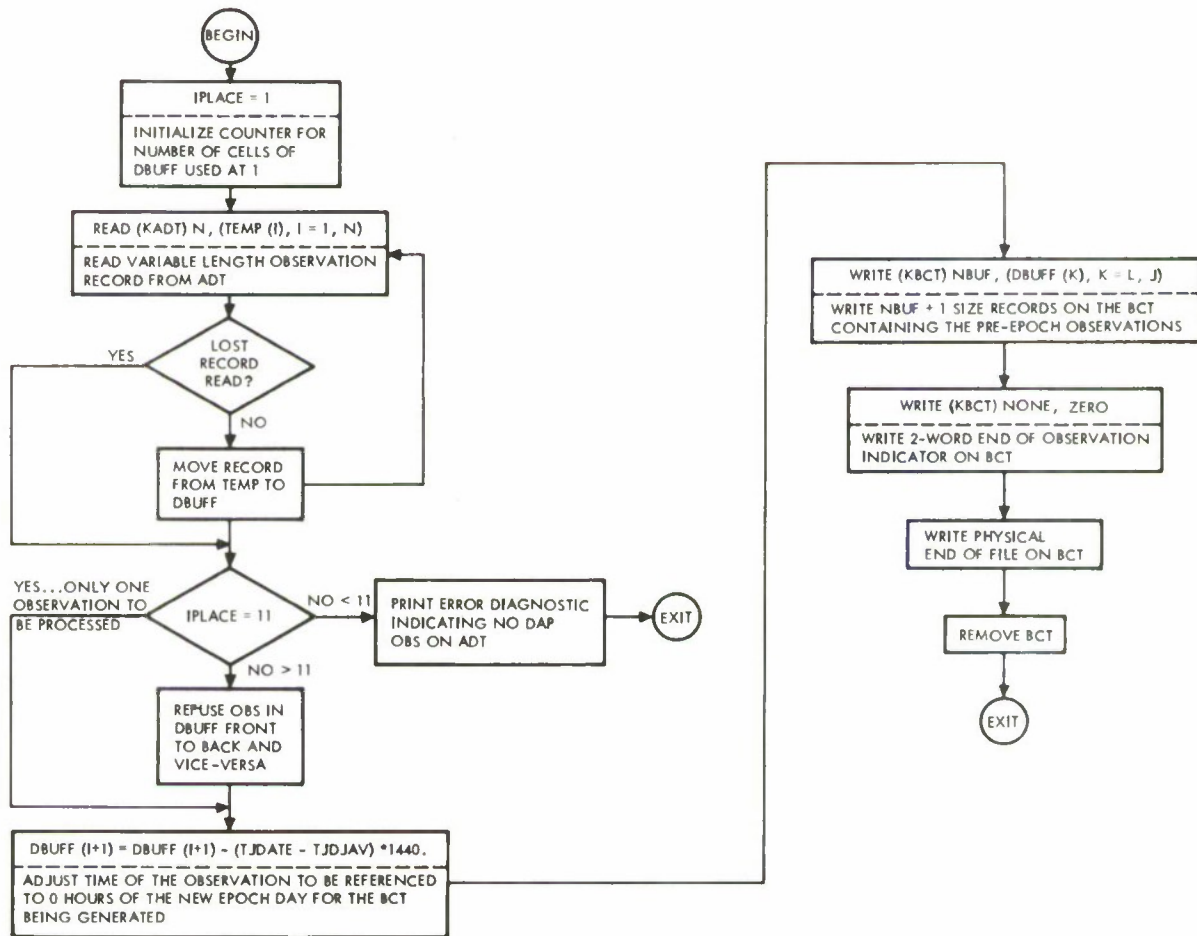 BEGIN
IPLACE = 1
INITIALIZE COUNTER FOR
NUMBER OF CELLS OF
DBUFF USED AT 1
READ (KADT) N, (TEMP (I), I = 1, N)
READ VARIABLE LENGTH OBSERVATION
RECORD FROM ADT
YES
LOST
RECORD
READ?
NO
MOVE RECORD
FROM TEMP TO
DBUFF
YES...ONLY ONE
OBSERVATION TO
BE PROCESSED
IPLACE = 11
NO < 11
PRINT ERROR DIAGNOSTIC
INDICATING NO DAP
OBS ON ADT
EXIT
NO > 11
REPUSE OBS IN
DBUFF FRONT
TO BACK AND
VICE-VERSA
DBUFF (I+1) = DBUFF (I+1) - (TJDATE - TJDJAV) *1440.
ADJUST TIME OF THE OBSERVATION TO BE REFERENCED
TO 0 HOURS OF THE NEW EPOCH DAY FOR THE BCT
BEING GENERATED
WRITE (KBCT) NBUF, (DBUFF (K), K = L, J)
WRITE NBUF + 1 SIZE RECORDS ON THE BCT
CONTAINING THE PRE-EPOCH OBSERVATIONS
WRITE (KBCT) NONE, ZERO
WRITE 2-WORD END OF OBSERVATION
INDICATOR ON BCT
WRITE PHYSICAL
END OF FILE ON BCT
REMOVE BCT
EXIT